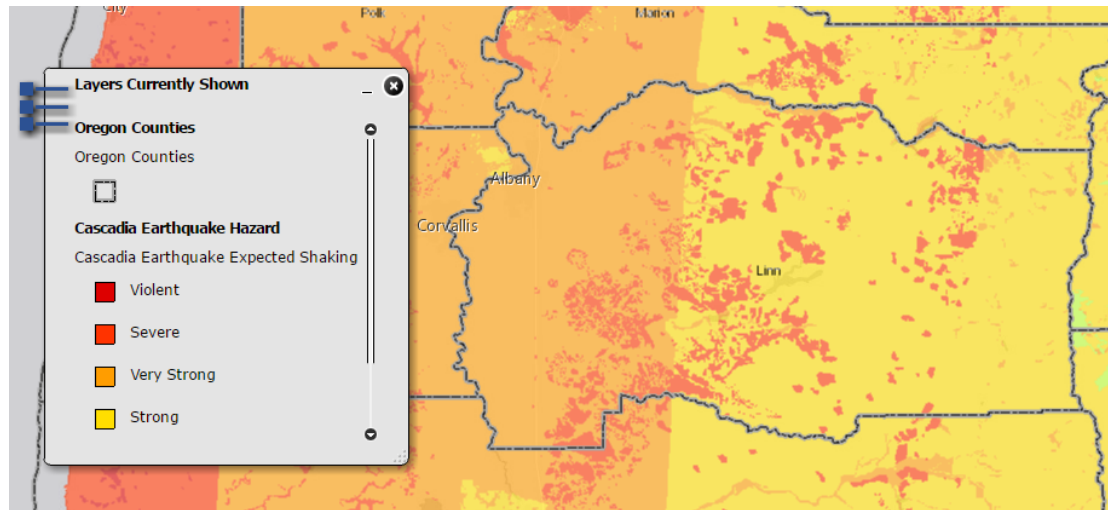 City
Polk
Marion
Layers Currently Shown
Oregon Counties
Oregon Counties
Albany
Corvallis
Cascadia Earthquake Hazard
Cascadia Earthquake Expected Shaking
Linn
Violent
Severe
Very Strong
Strong